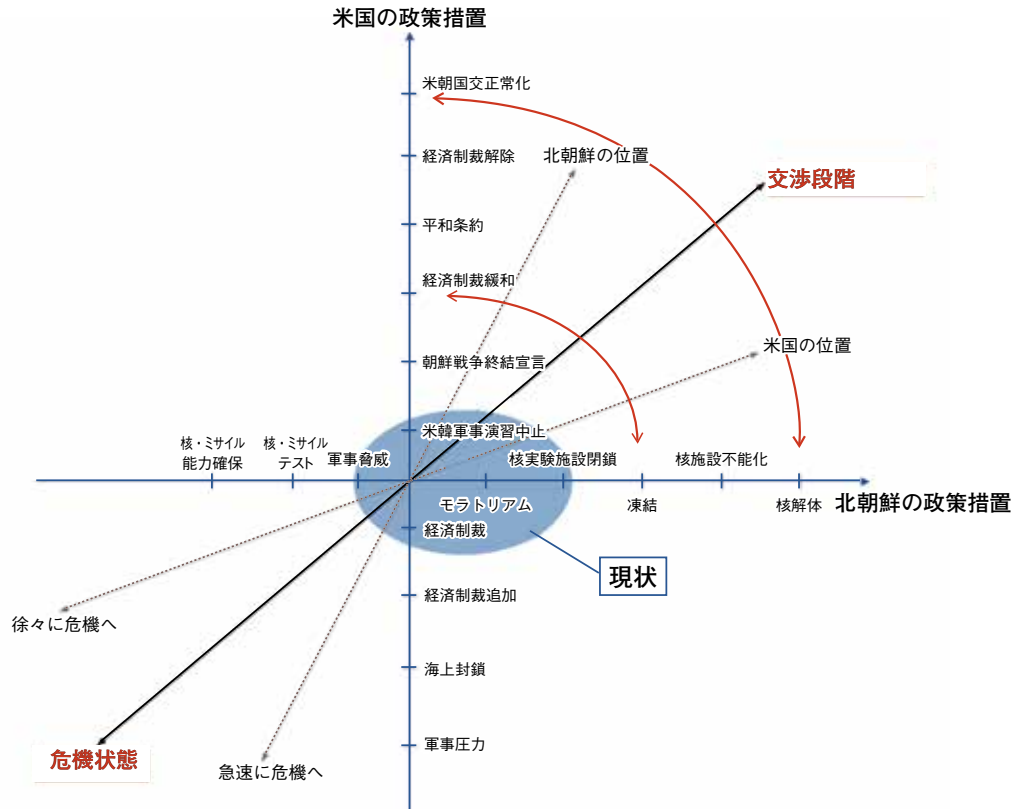 米国の政策措置
米朝国交正常化
経済制裁解除
北朝鮮の位置
交渉段階
平和条約
経済制裁緩和
米国の位置
朝鮮戦争終結宣言
米韓軍事演習中止
核・ミサイル
能力確保
核・ミサイル
テスト
軍事脅威
核実験施設閉鎖
核施設不能化
モラトリアム
凍結
核解体
北朝鮮の政策措置
経済制裁
現状
経済制裁追加
徐々に危機へ
海上封鎖
軍事圧力
危機状態
急速に危機へ